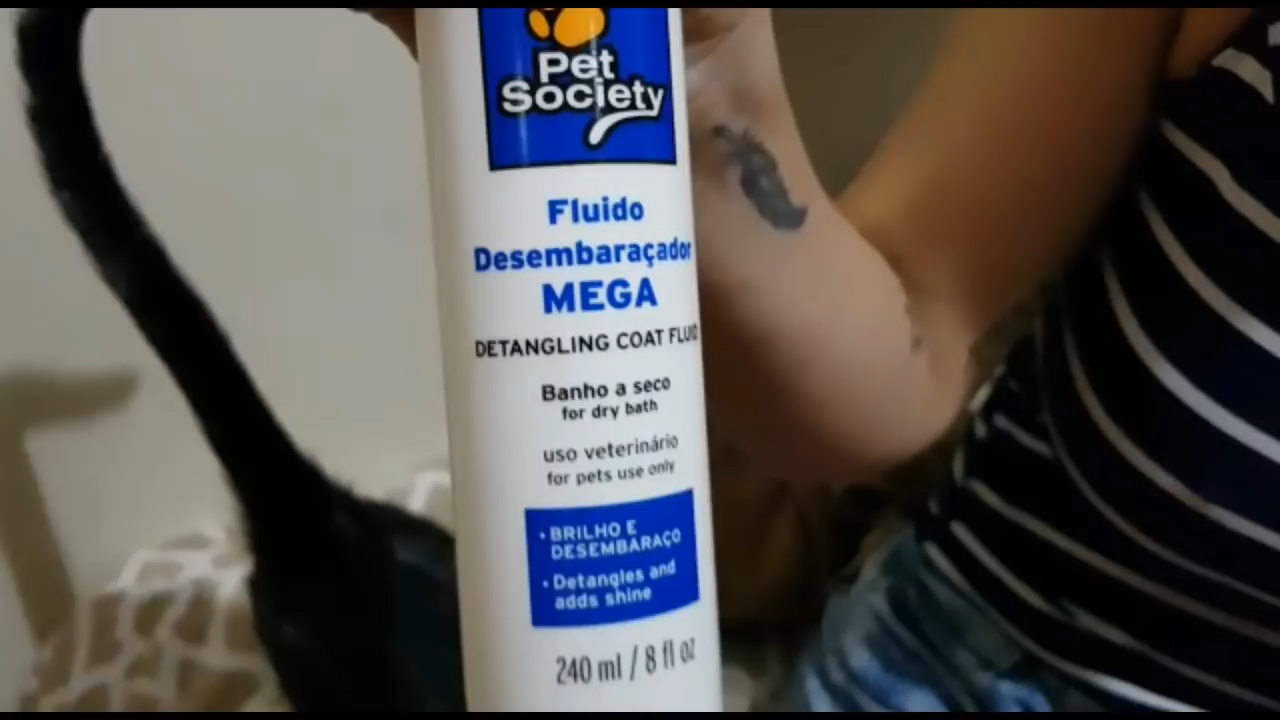 Pet
Society
Fluido
Desembaraçador
MEGA
DETANGLING COAT FLUID
Banho a seco
for dry bath
uso veterinário
for pets use only
• BRILHO E
DESEMBARAÇO
• Detangles and
adds shine
240 ml / 8 fl oz